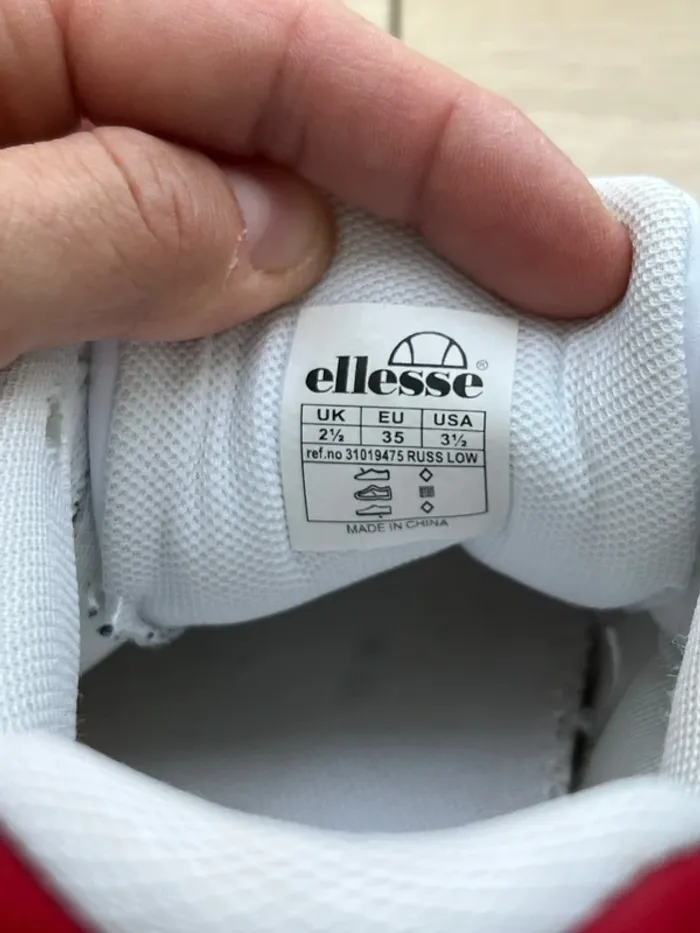 ellesse ®
UK EU USA
2½ 35 3½
ref.no 31019475 RUSS LOW
MADE IN CHINA